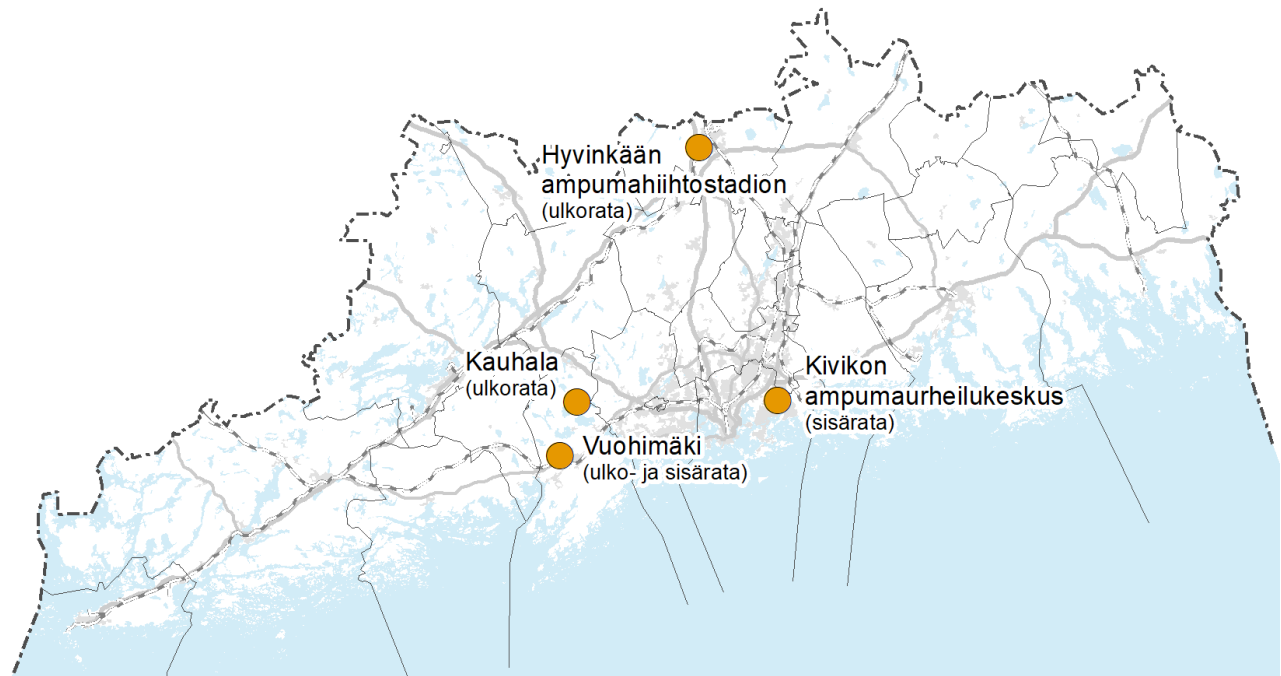 Hyvinkään
ampumahiihtostadion
(ulkorata)
Kauhala
(ulkorata)
Kivikon
ampumaurheilukeskus
(sisärata)
Vuohimäki
(ulko- ja sisärata)